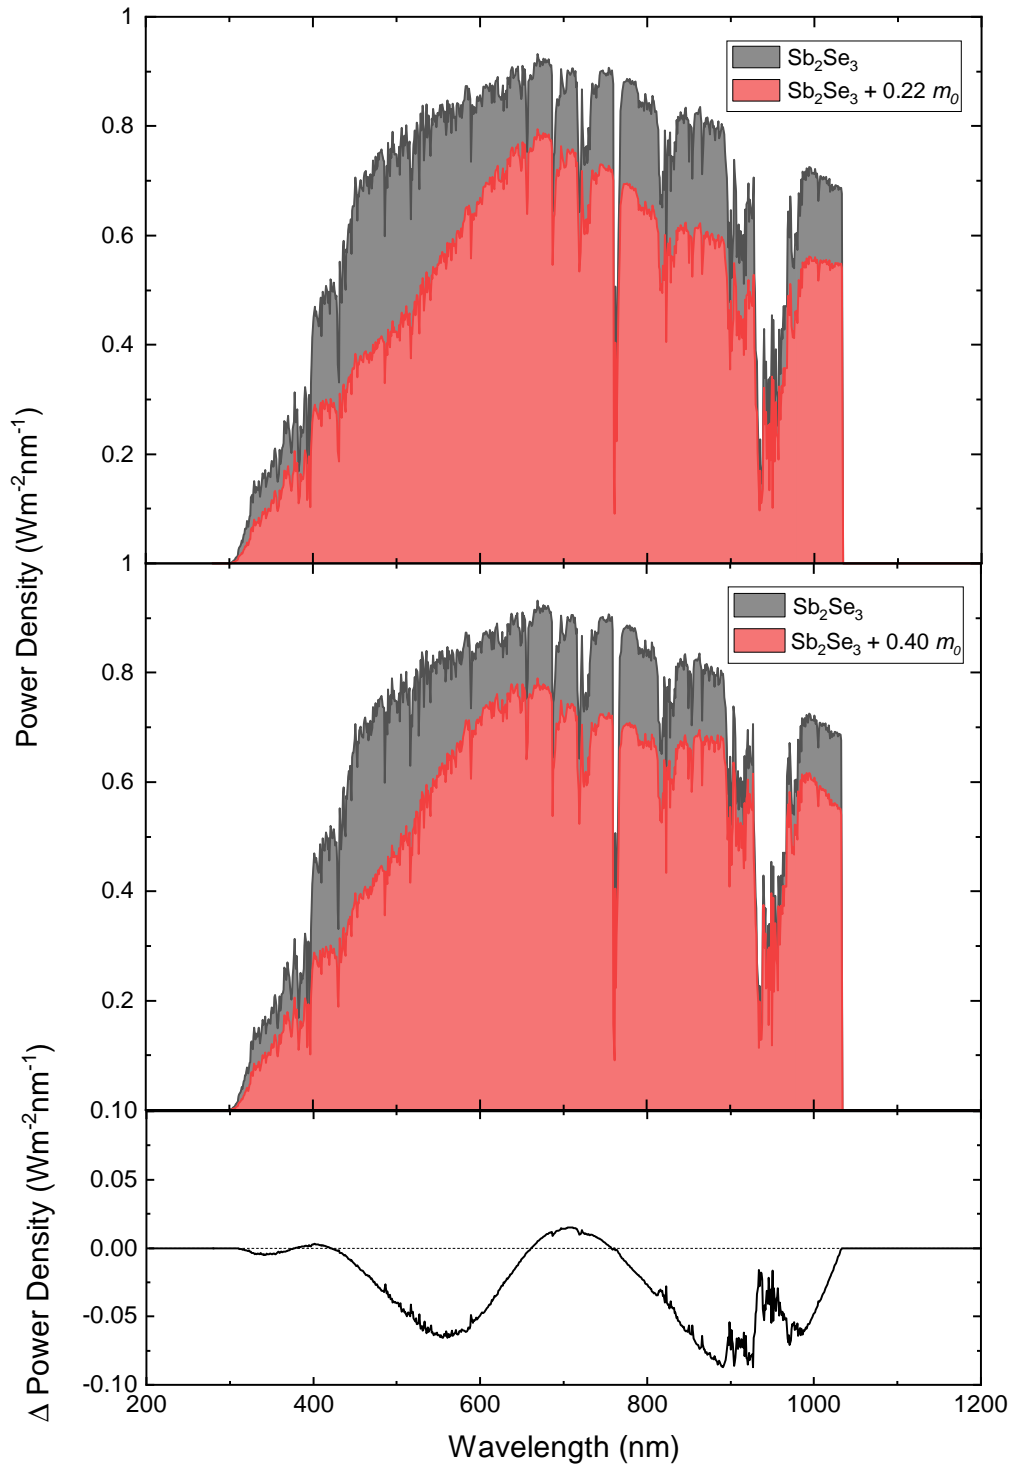 1
0.8
0.6
0.4
0.2
1
Sb₂Se₃
Sb₂Se₃ + 0.22 m₀
Power Density (Wm⁻²nm⁻¹)
0.8
0.6
0.4
0.2
0.10
Sb₂Se₃
Sb₂Se₃ + 0.40 m₀
Δ Power Density (Wm⁻²nm⁻¹)
0.05
0.00
-0.05
-0.10
200 400 600 800 1000 1200
Wavelength (nm)